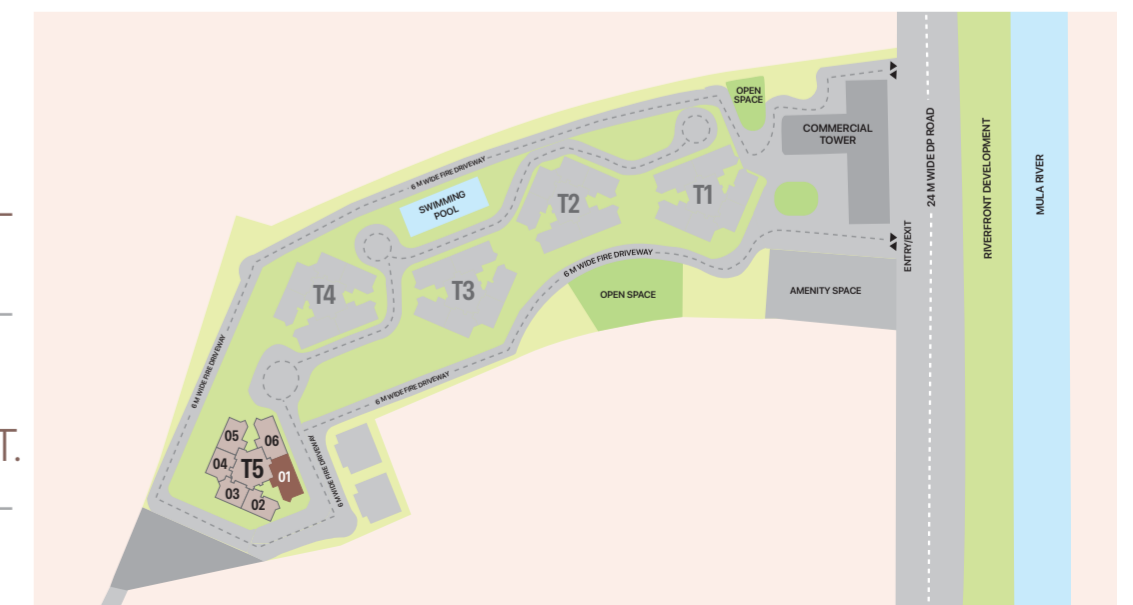 OPEN
SPACE
COMMERCIAL
TOWER
24 M WIDE DP ROAD
RIVERFRONT DEVELOPMENT
MULA RIVER
6 M WIDE FIRE DRIVEWAY
SWIMMING
POOL
T2
T1
ENTRY/EXIT
6 M WIDE FIRE DRIVEWAY
T4
T3
OPEN SPACE
AMENITY SPACE
6 M WIDE FIRE DRIVEWAY
6 M WIDE FIRE DRIVEWAY
T.
05
06
04
T5
01
03
02
6 M WIDE FIRE DRIVEWAY